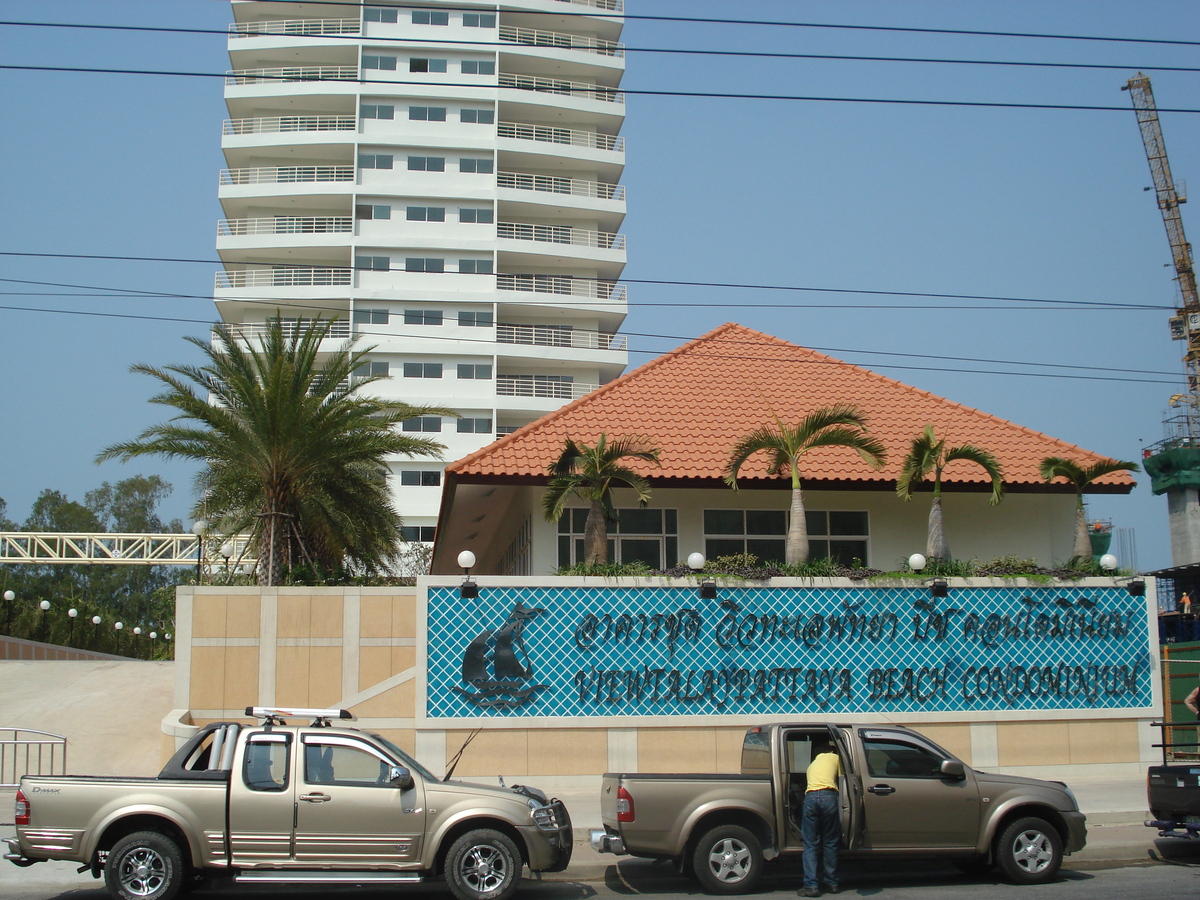 อาคารชุด วิวทะเลพัทยา บีช คอนโดมิเนียม
VIEWTALAYPATTAYA BEACH CONDOMINIUM
D-MAX